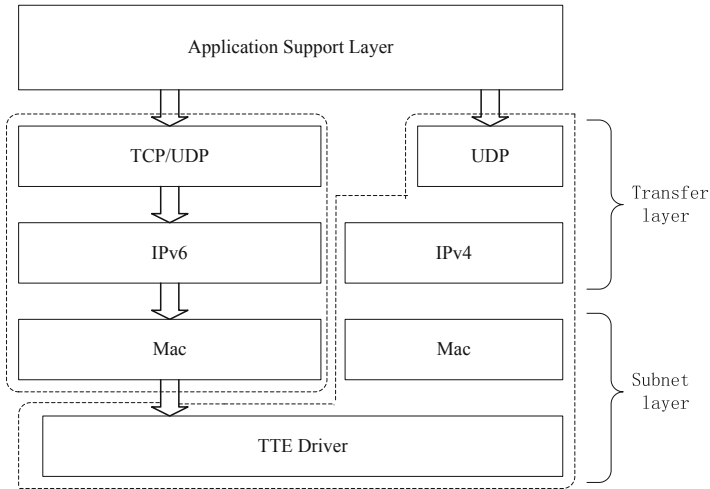 Application Support Layer
TCP/UDP
UDP
Transfer
layer
IPv6
IPv4
Mac
Mac
Subnet
layer
TTE Driver